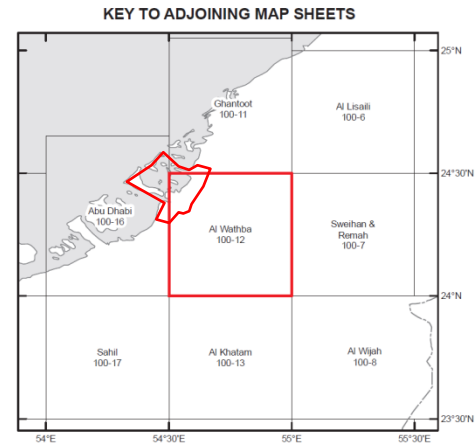 KEY TO ADJOINING MAP SHEETS
25°N
Ghantoot
100-11
Al Lisaili
100-6
24°30'N
Abu Dhabi
100-16
Al Wathba
100-12
Sweihan &
Remah
100-7
24°N
Sahil
100-17
Al Khatam
100-13
Al Wijah
100-8
23°30'N
54°E
54°30'E
55°E
55°30'E